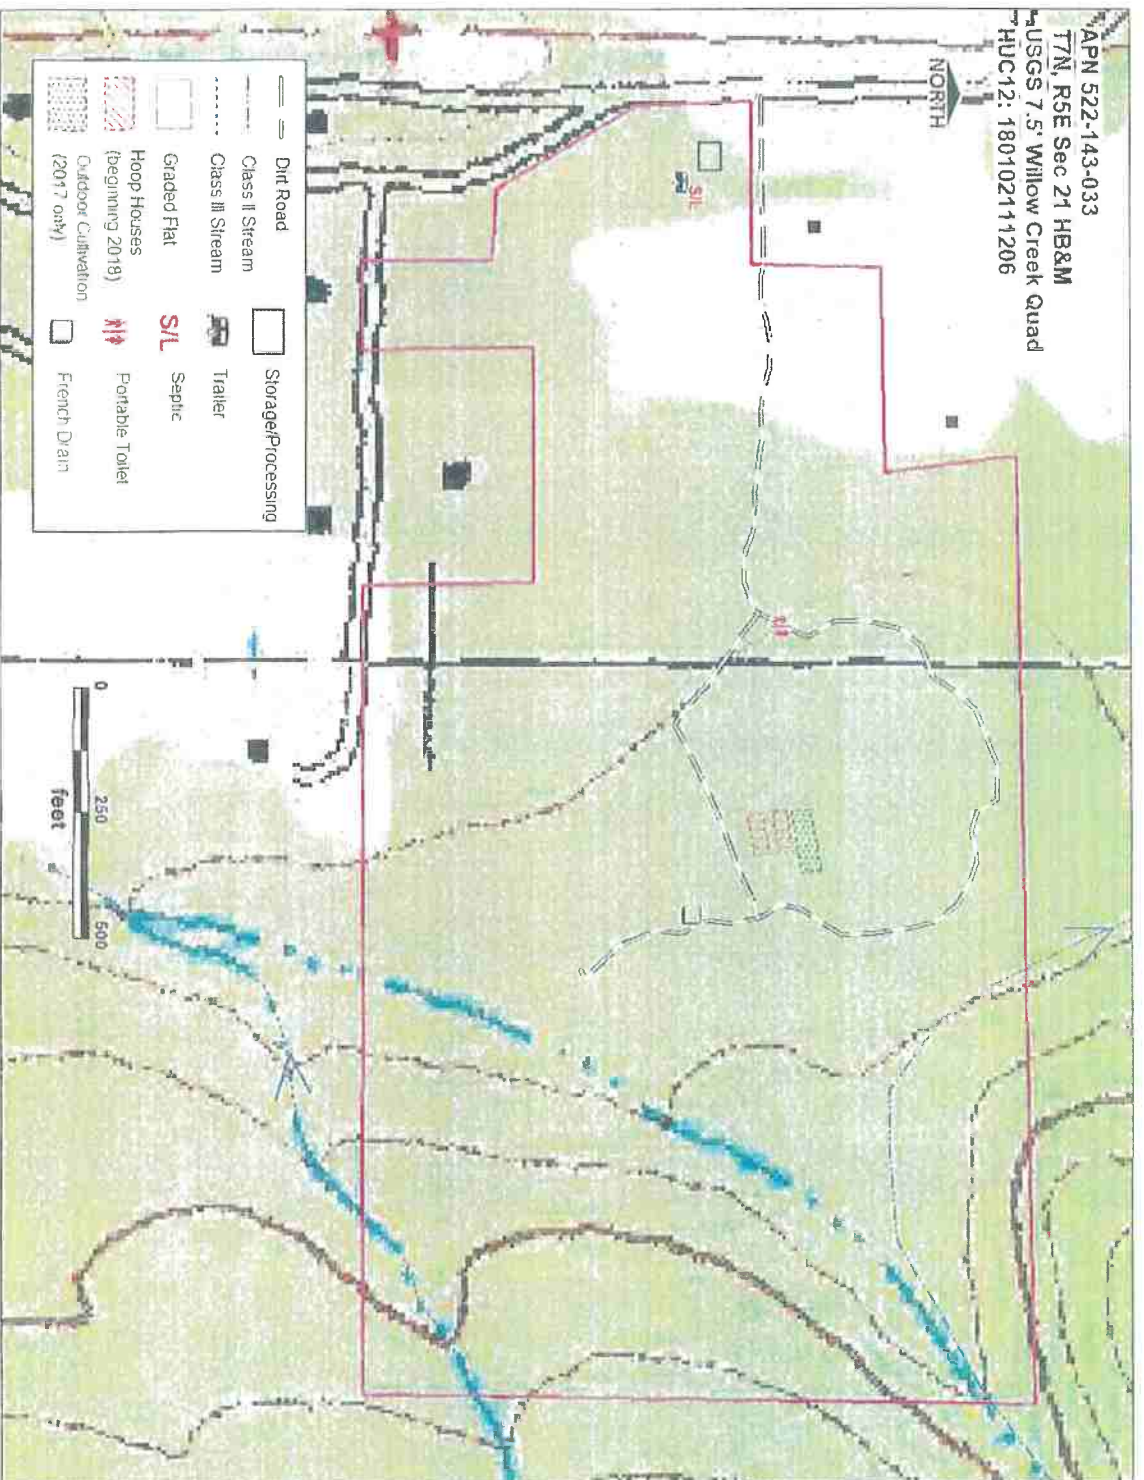 APN 522-143-033
T7N, R5E Sec 21 HB&M
USGS 7.5' Willow Creek Quad
HUC12: 180102111206
NORTH
S/L
Dirt Road
Class II Stream
Class III Stream
Graded Flat
Hoop Houses
(beginning 2018)
Outdoor Cultivation
(2017 only)
Storage/Processing
Trailer
S/L Septic
Portable Toilet
French Drain
0 250 500
feet